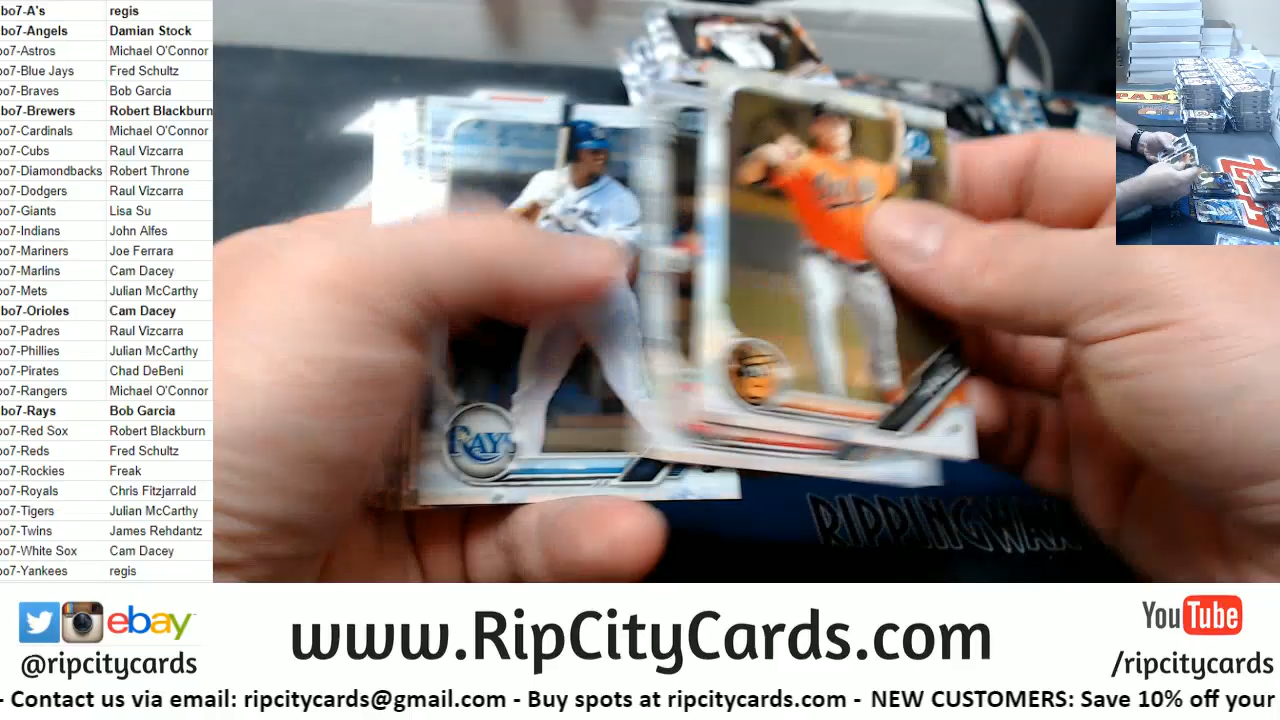 bo7-A's regis
bo7-Angels Damian Stock
bo7-Astros Michael O'Connor
bo7-Blue Jays Fred Schultz
bo7-Braves Bob Garcia
bo7-Brewers Robert Blackburn
bo7-Cardinals Michael O'Connor
bo7-Cubs Raul Vizcarra
bo7-Diamondbacks Robert Throne
bo7-Dodgers Raul Vizcarra
bo7-Giants Lisa Su
bo7-Indians John Alfes
bo7-Mariners Joe Ferrara
bo7-Marlins Cam Dacey
bo7-Mets Julian McCarthy
bo7-Orioles Cam Dacey
bo7-Padres Raul Vizcarra
bo7-Phillies Julian McCarthy
bo7-Pirates Chad DeBeni
bo7-Rangers Michael O'Connor
bo7-Rays Bob Garcia
bo7-Red Sox Robert Blackburn
bo7-Reds Fred Schultz
bo7-Rockies Freak
bo7-Royals Chris Fitzjarrald
bo7-Tigers Julian McCarthy
bo7-Twins James Rehdantz
bo7-White Sox Cam Dacey
bo7-Yankees regis
RAYS
RIPPINGWAX
ebay
@ripcitycards
www.RipCityCards.com
YouTube
/ripcitycards
- Contact us via email: ripcitycards@gmail.com - Buy spots at ripcitycards.com - NEW CUSTOMERS: Save 10% off your